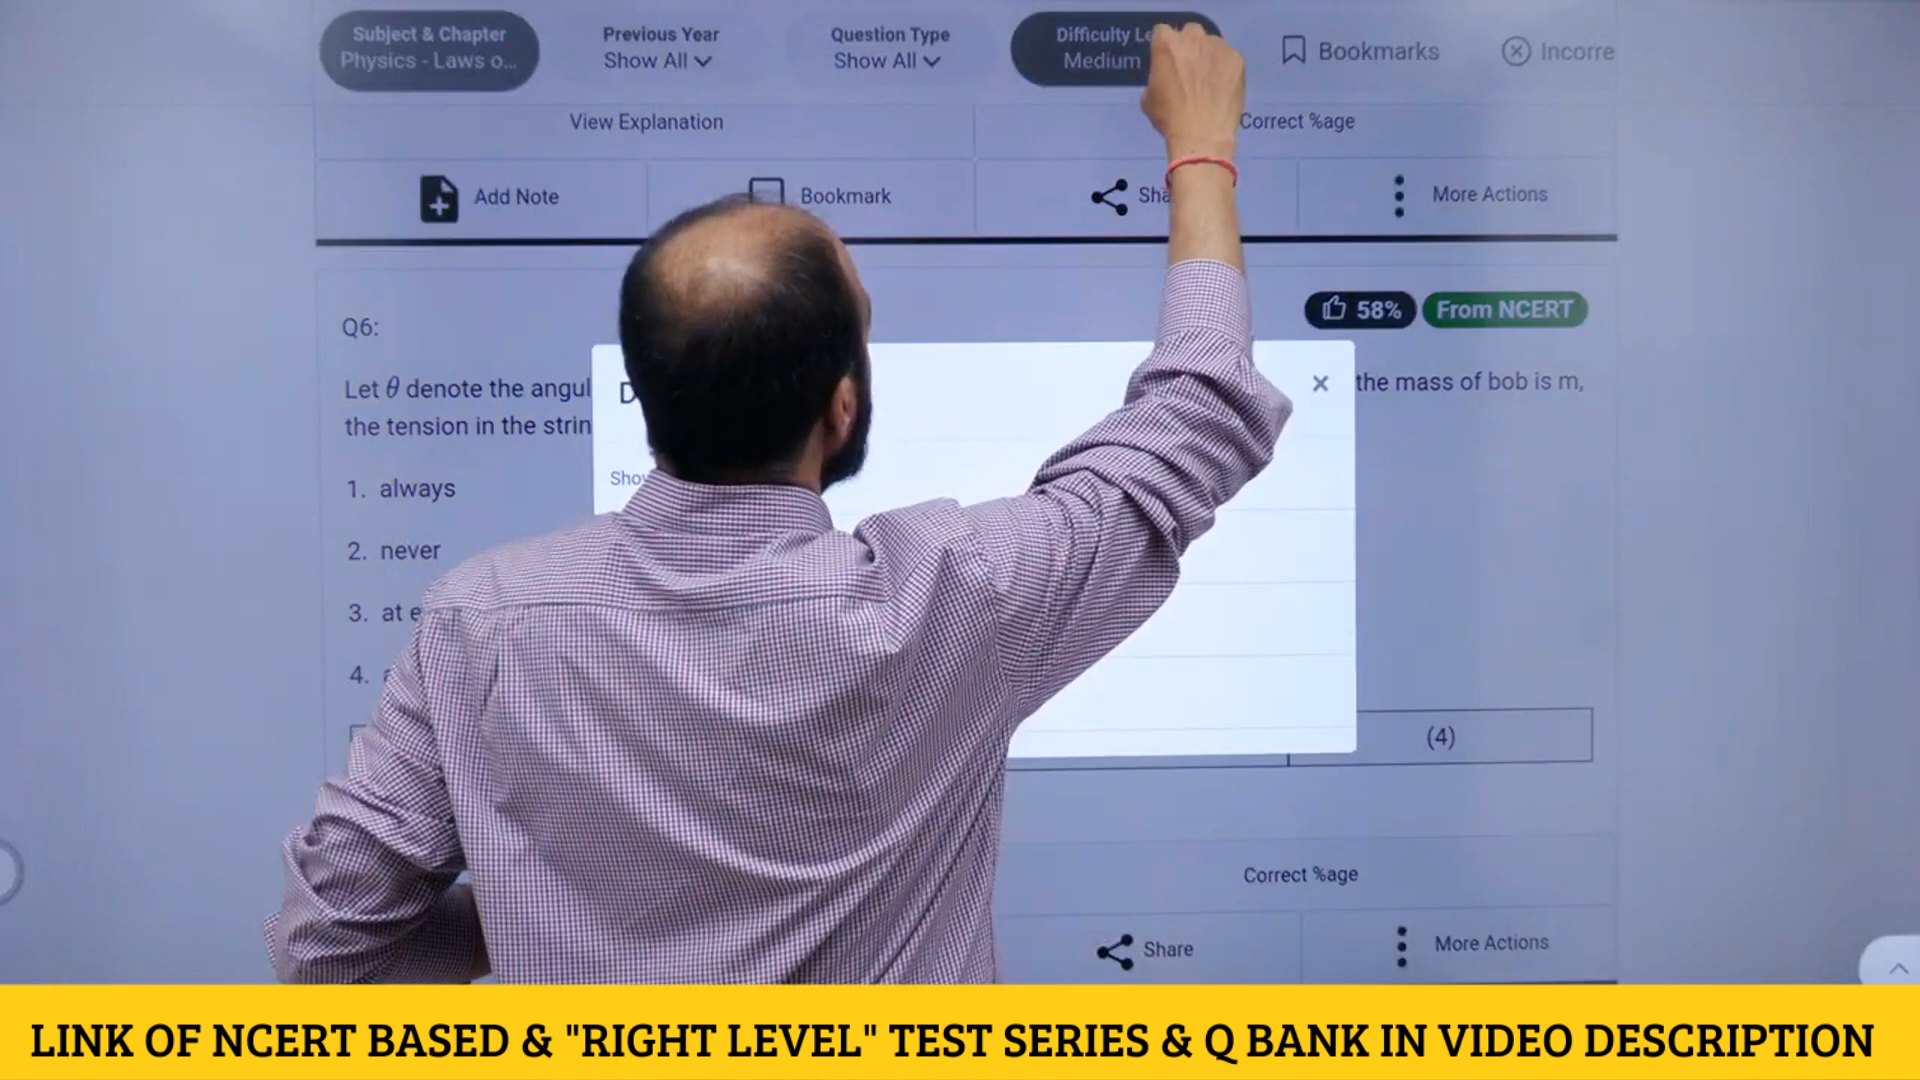 Subject & Chapter
Physics - Laws o...
Previous Year
Show All
Question Type
Show All
Difficulty
Medium
Bookmarks
Incorre
View Explanation
Correct %age
Add Note
Bookmark
More Actions
58%
From NCERT
Q6:
Let θ denote the angul
the mass of bob is m,
the tension in the strin
1. always
2. never
3. at e
4.
(4)
Correct %age
Share
More Actions
LINK OF NCERT BASED & "RIGHT LEVEL" TEST SERIES & Q BANK IN VIDEO DESCRIPTION